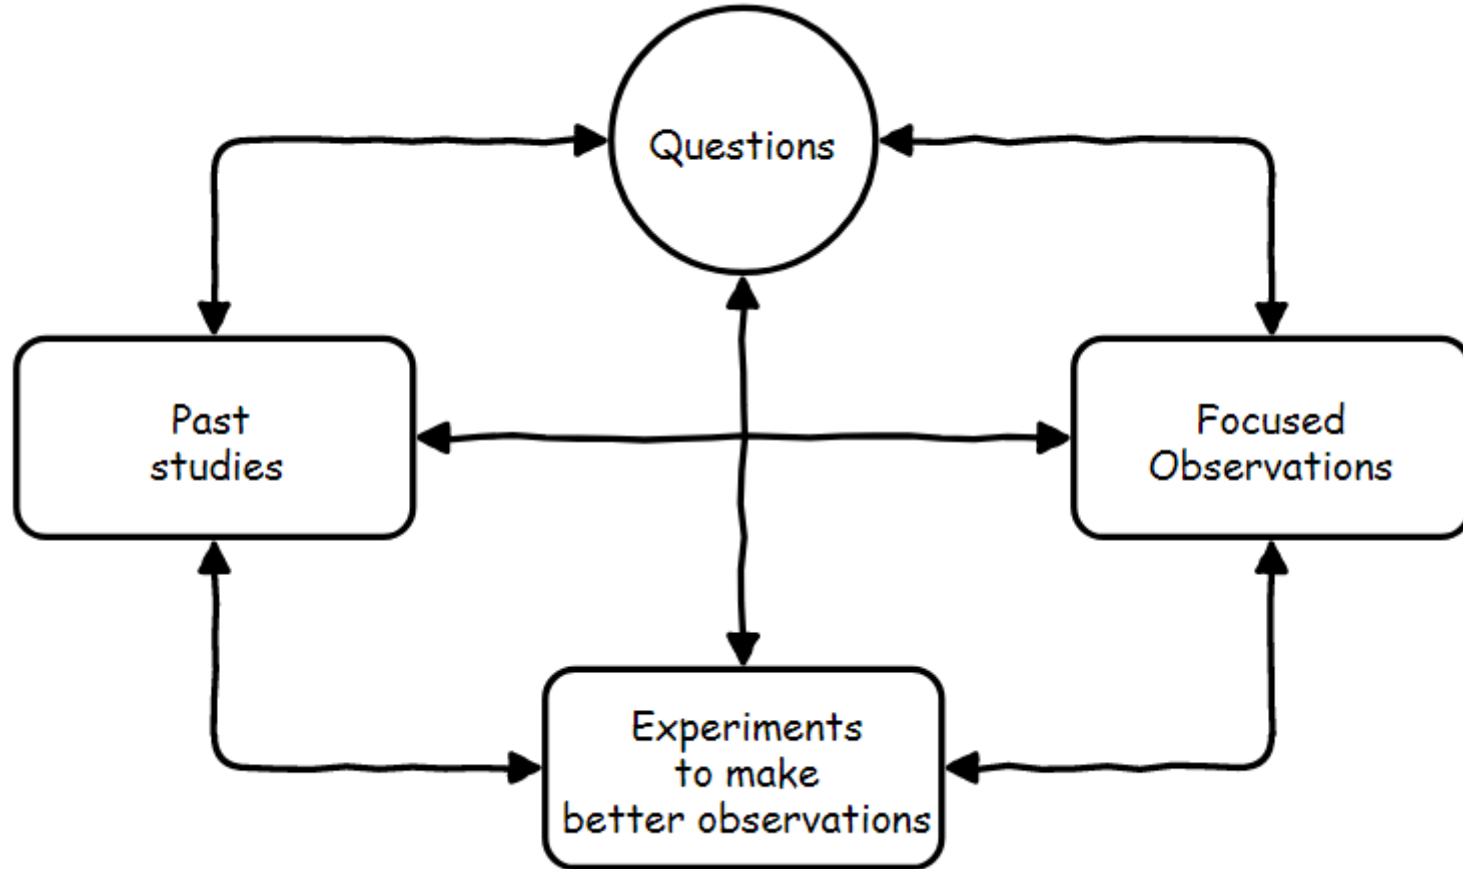 Questions
Past
studies
Focused
Observations
Experiments
to make
better observations